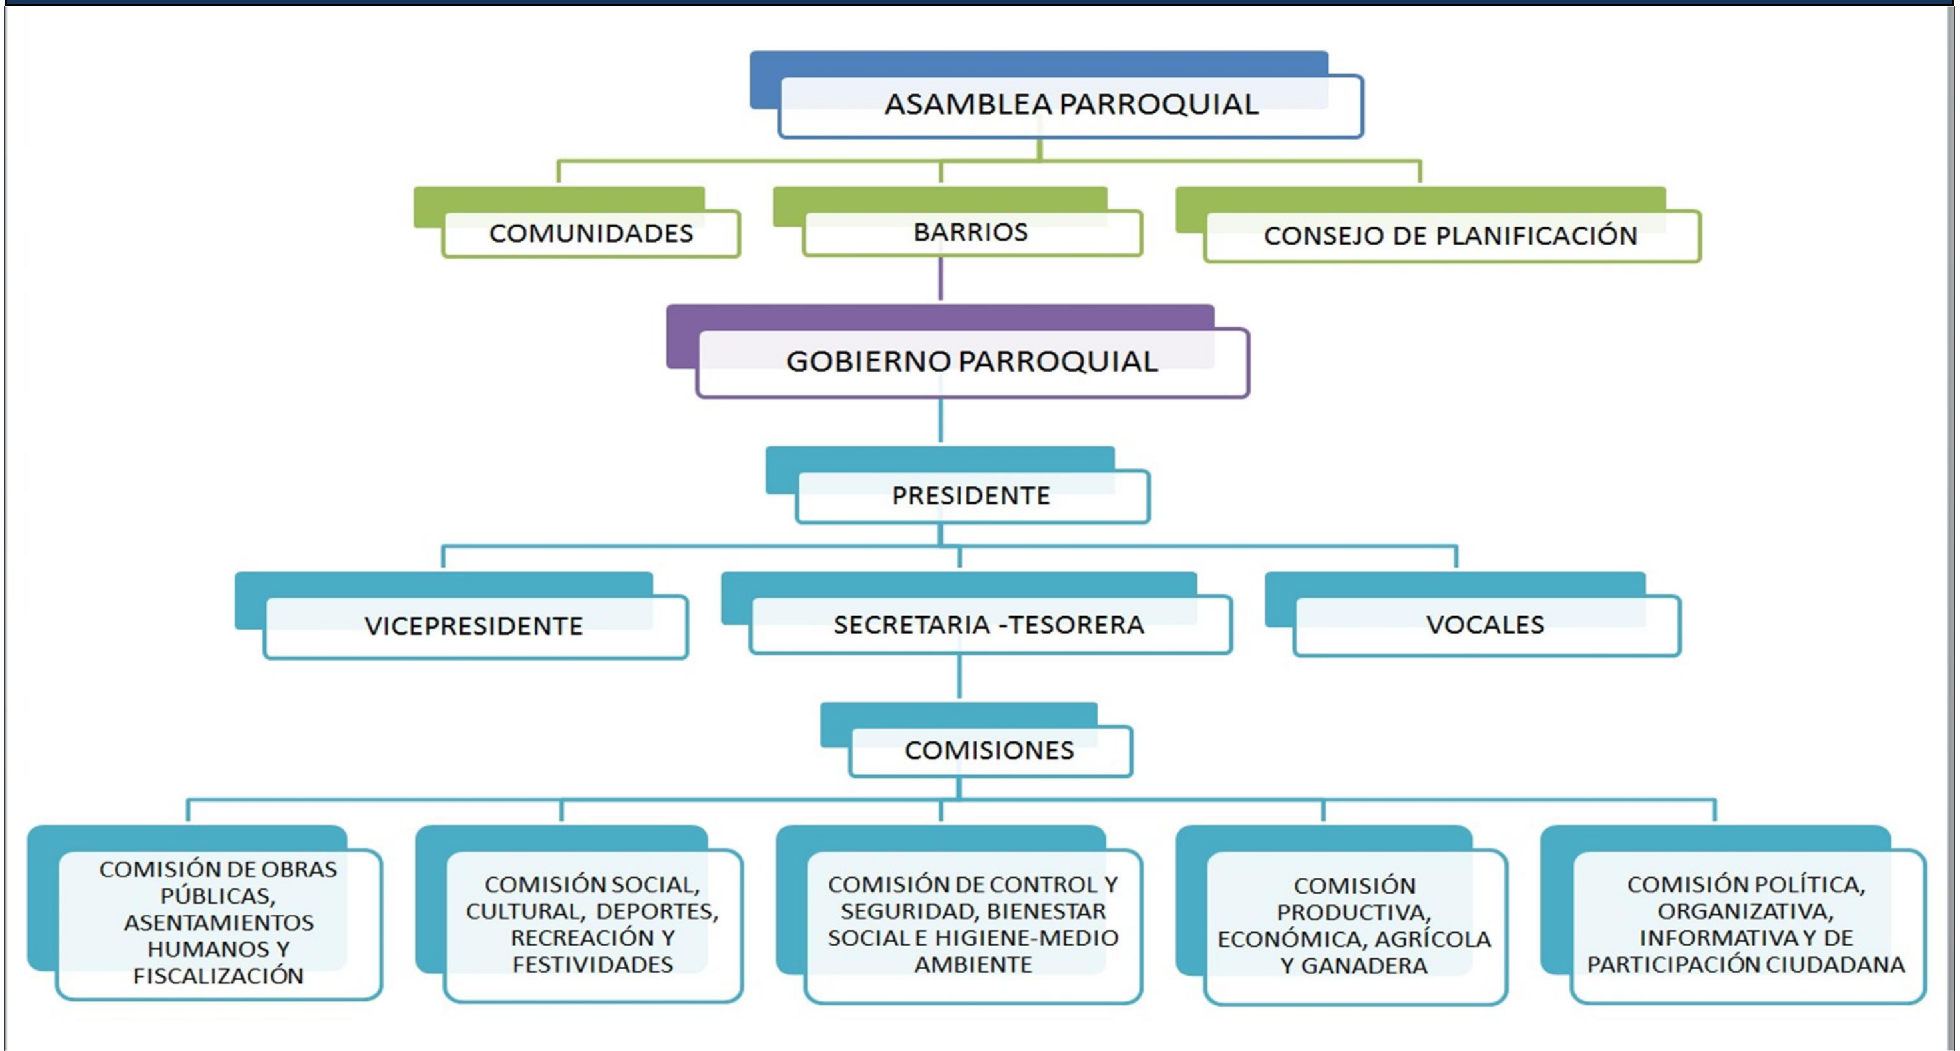 ASAMBLEA PARROQUIAL
COMUNIDADES
BARRIOS
CONSEJO DE PLANIFICACIÓN
GOBIERNO PARROQUIAL
PRESIDENTE
VICEPRESIDENTE
SECRETARIA -TESORERA
VOCALES
COMISIONES
COMISIÓN DE OBRAS
PÚBLICAS,
ASENTAMIENTOS
HUMANOS Y
FISCALIZACIÓN
COMISIÓN SOCIAL,
CULTURAL, DEPORTES,
RECREACIÓN Y
FESTIVIDADES
COMISIÓN DE CONTROL Y
SEGURIDAD, BIENESTAR
SOCIAL E HIGIENE-MEDIO
AMBIENTE
COMISIÓN
PRODUCTIVA,
ECONÓMICA, AGRÍCOLA
Y GANADERA
COMISIÓN POLÍTICA,
ORGANIZATIVA,
INFORMATIVA Y DE
PARTICIPACIÓN CIUDADANA